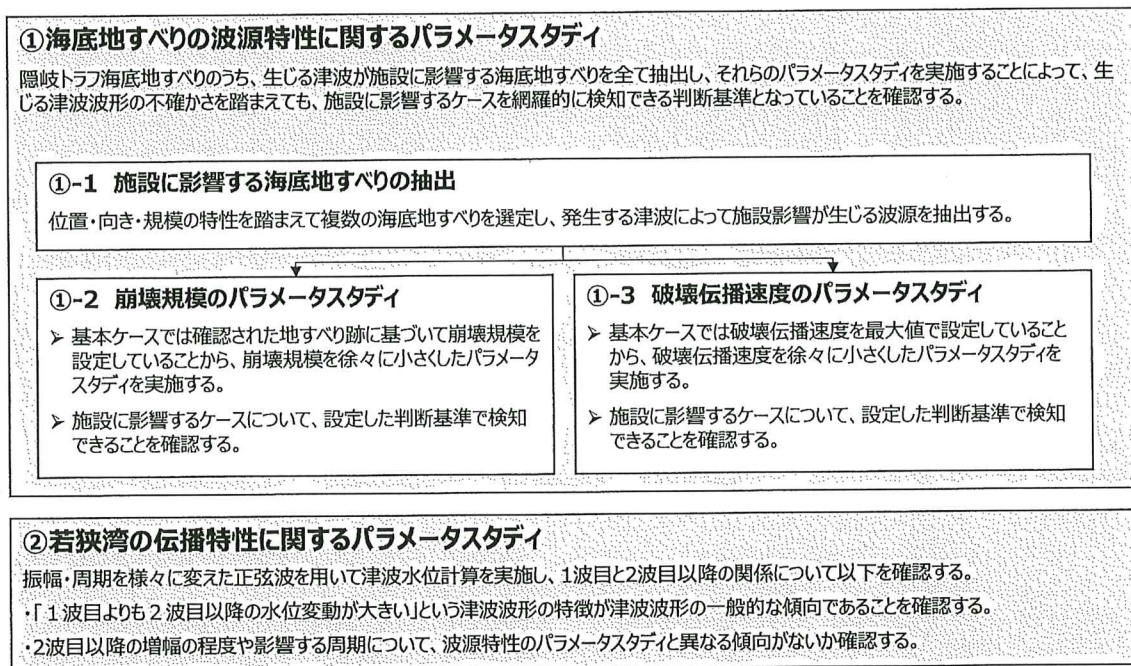 ①海底地すべりの波源特性に関するパラメータスタディ
隠岐トラフ海底地すべりのうち、生じる津波が施設に影響する海底地すべりを全て抽出し、それらのパラメータスタディを実施することによって、生
じる津波波形の不確かさを踏まえても、施設に影響するケースを網羅的に検知できる判断基準となっていることを確認する。
①-1 施設に影響する海底地すべりの抽出
位置・向き・規模の特性を踏まえて複数の海底地すべりを選定し、発生する津波によって施設影響が生じる波源を抽出する。
①-2 崩壊規模のパラメータスタディ
➢ 基本ケースでは確認された地すべり跡に基づいて崩壊規模を
設定していることから、崩壊規模を徐々に小さくしたパラメータ
スタディを実施する。
➢ 施設に影響するケースについて、設定した判断基準で検知
できることを確認する。
①-3 破壊伝播速度のパラメータスタディ
➢ 基本ケースでは破壊伝播速度を最大値で設定していること
から、破壊伝播速度を徐々に小さくしたパラメータスタディを
実施する。
➢ 施設に影響するケースについて、設定した判断基準で検知
できることを確認する。
②若狭湾の伝播特性に関するパラメータスタディ
振幅・周期を様々に変えた正弦波を用いて津波水位計算を実施し、1波目と2波目以降の関係について以下を確認する。
・「１波目よりも２波目以降の水位変動が大きい」という津波波形の特徴が津波波形の一般的な傾向であることを確認する。
・2波目以降の増幅の程度や影響する周期について、波源特性のパラメータスタディと異なる傾向がないか確認する。